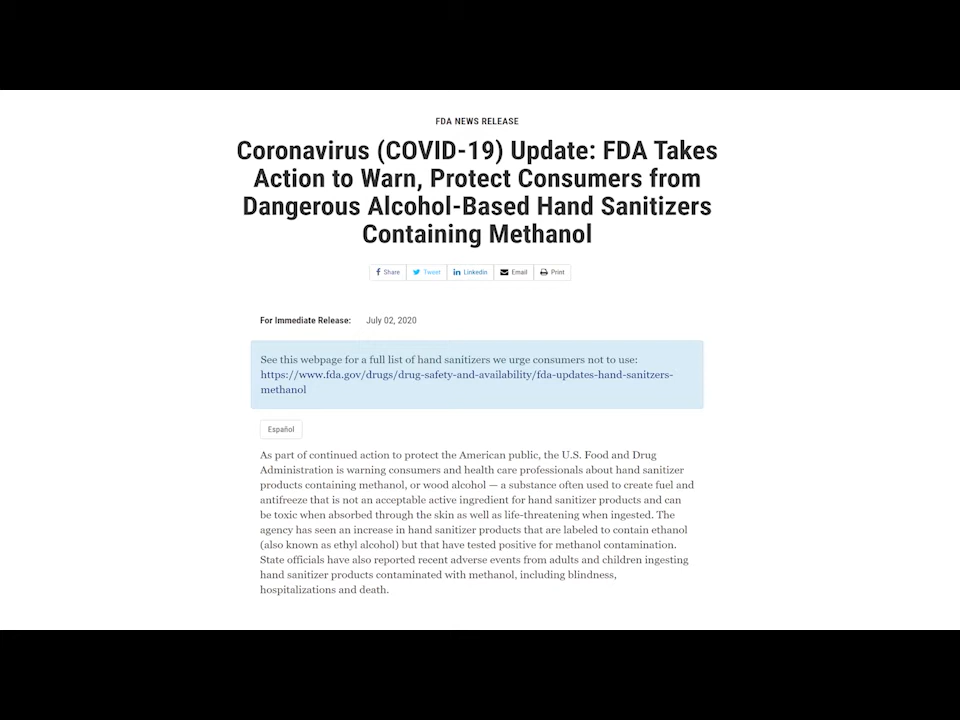 FDA NEWS RELEASE
Coronavirus (COVID-19) Update: FDA Takes
Action to Warn, Protect Consumers from
Dangerous Alcohol-Based Hand Sanitizers
Containing Methanol
Share Tweet Linkedin Email Print
For Immediate Release: July 02, 2020
See this webpage for a full list of hand sanitizers we urge consumers not to use:
https://www.fda.gov/drugs/drug-safety-and-availability/fda-updates-hand-sanitzers-
methanol
Español
As part of continued action to protect the American public, the U.S. Food and Drug
Administration is warning consumers and health care professionals about hand sanitizer
products containing methanol, or wood alcohol — a substance often used to create fuel and
antifreeze that is not an acceptable active ingredient for hand sanitizer products and can
be toxic when absorbed through the skin as well as life-threatening when ingested. The
agency has seen an increase in hand sanitizer products that are labeled to contain ethanol
(also known as ethyl alcohol) but that have tested positive for methanol contamination.
State officials have also reported recent adverse events from adults and children ingesting
hand sanitizer products contaminated with methanol, including blindness,
hospitalizations and death.